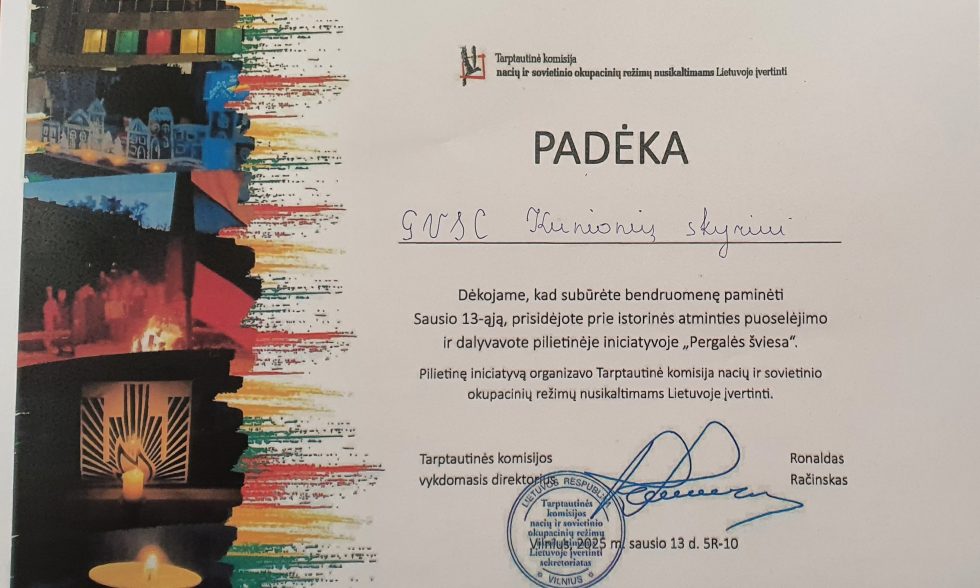 Tarptautinė komisija
nacių ir sovietinio okupacinių režimų nusikaltimams Lietuvoje įvertinti
PADĖKA
GVSC Kunionių skyriui
Dėkojame, kad subūrėte bendruomenę paminėti
Sausio 13-ąją, prisidėjote prie istorinės atminties puoselėjimo
ir dalyvavote pilietinėje iniciatyvoje „Pergalės šviesa“.
Pilietinę iniciatyvą organizavo Tarptautinė komisija nacių ir sovietinio
okupacinių režimų nusikaltimams Lietuvoje įvertinti.
Tarptautinės komisijos
vykdomasis direktorius
Ronaldas
Račinskas
LIETUVOS RESPUBLIKA
Tarptautinės
komisijos
nacių ir sovietinio
okupacinių režimų
Lietuvoje įvertinti
sekretoriatas
VILNIUS
Vilnius, 2025 m. sausio 13 d. 5R-10